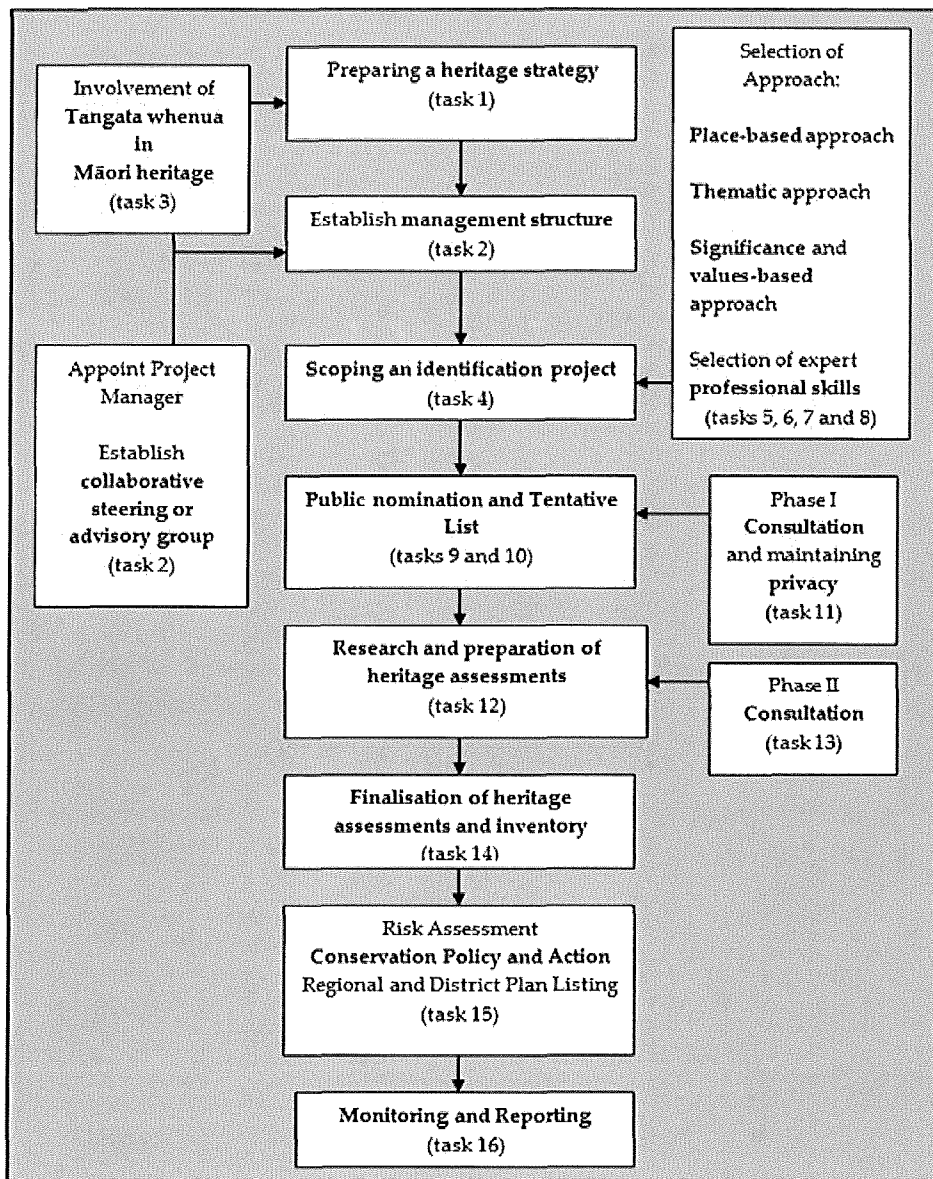 Involvement of
Tangata whenua
in
Māori heritage
(task 3)
Preparing a heritage strategy
(task 1)
Selection of
Approach:
Place-based approach
Thematic approach
Significance and
values-based
approach
Selection of expert
professional skills
(tasks 5, 6, 7 and 8)
Establish management structure
(task 2)
Appoint Project
Manager
Establish
collaborative
steering or
advisory group
(task 2)
Scoping an identification project
(task 4)
Public nomination and Tentative
List
(tasks 9 and 10)
Phase I
Consultation
and maintaining
privacy
(task 11)
Research and preparation of
heritage assessments
(task 12)
Phase II
Consultation
(task 13)
Finalisation of heritage
assessments and inventory
(task 14)
Risk Assessment
Conservation Policy and Action
Regional and District Plan Listing
(task 15)
Monitoring and Reporting
(task 16)